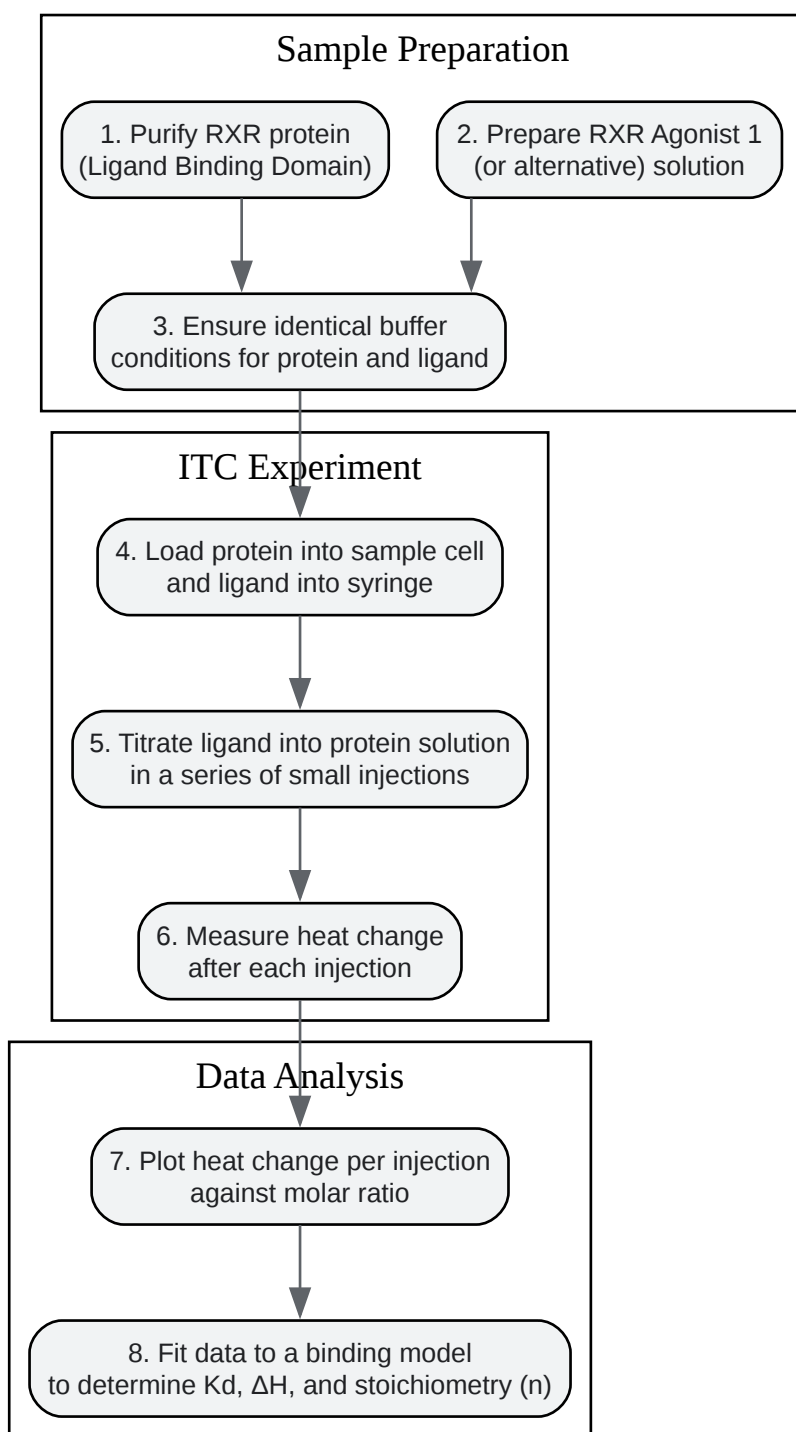 Sample Preparation
1. Purify RXR protein
(Ligand Binding Domain)
2. Prepare RXR Agonist 1
(or alternative) solution
3. Ensure identical buffer
conditions for protein and ligand
ITC Experiment
4. Load protein into sample cell
and ligand into syringe
5. Titrate ligand into protein solution
in a series of small injections
6. Measure heat change
after each injection
Data Analysis
7. Plot heat change per injection
against molar ratio
8. Fit data to a binding model
to determine Kd, ΔH, and stoichiometry (n)